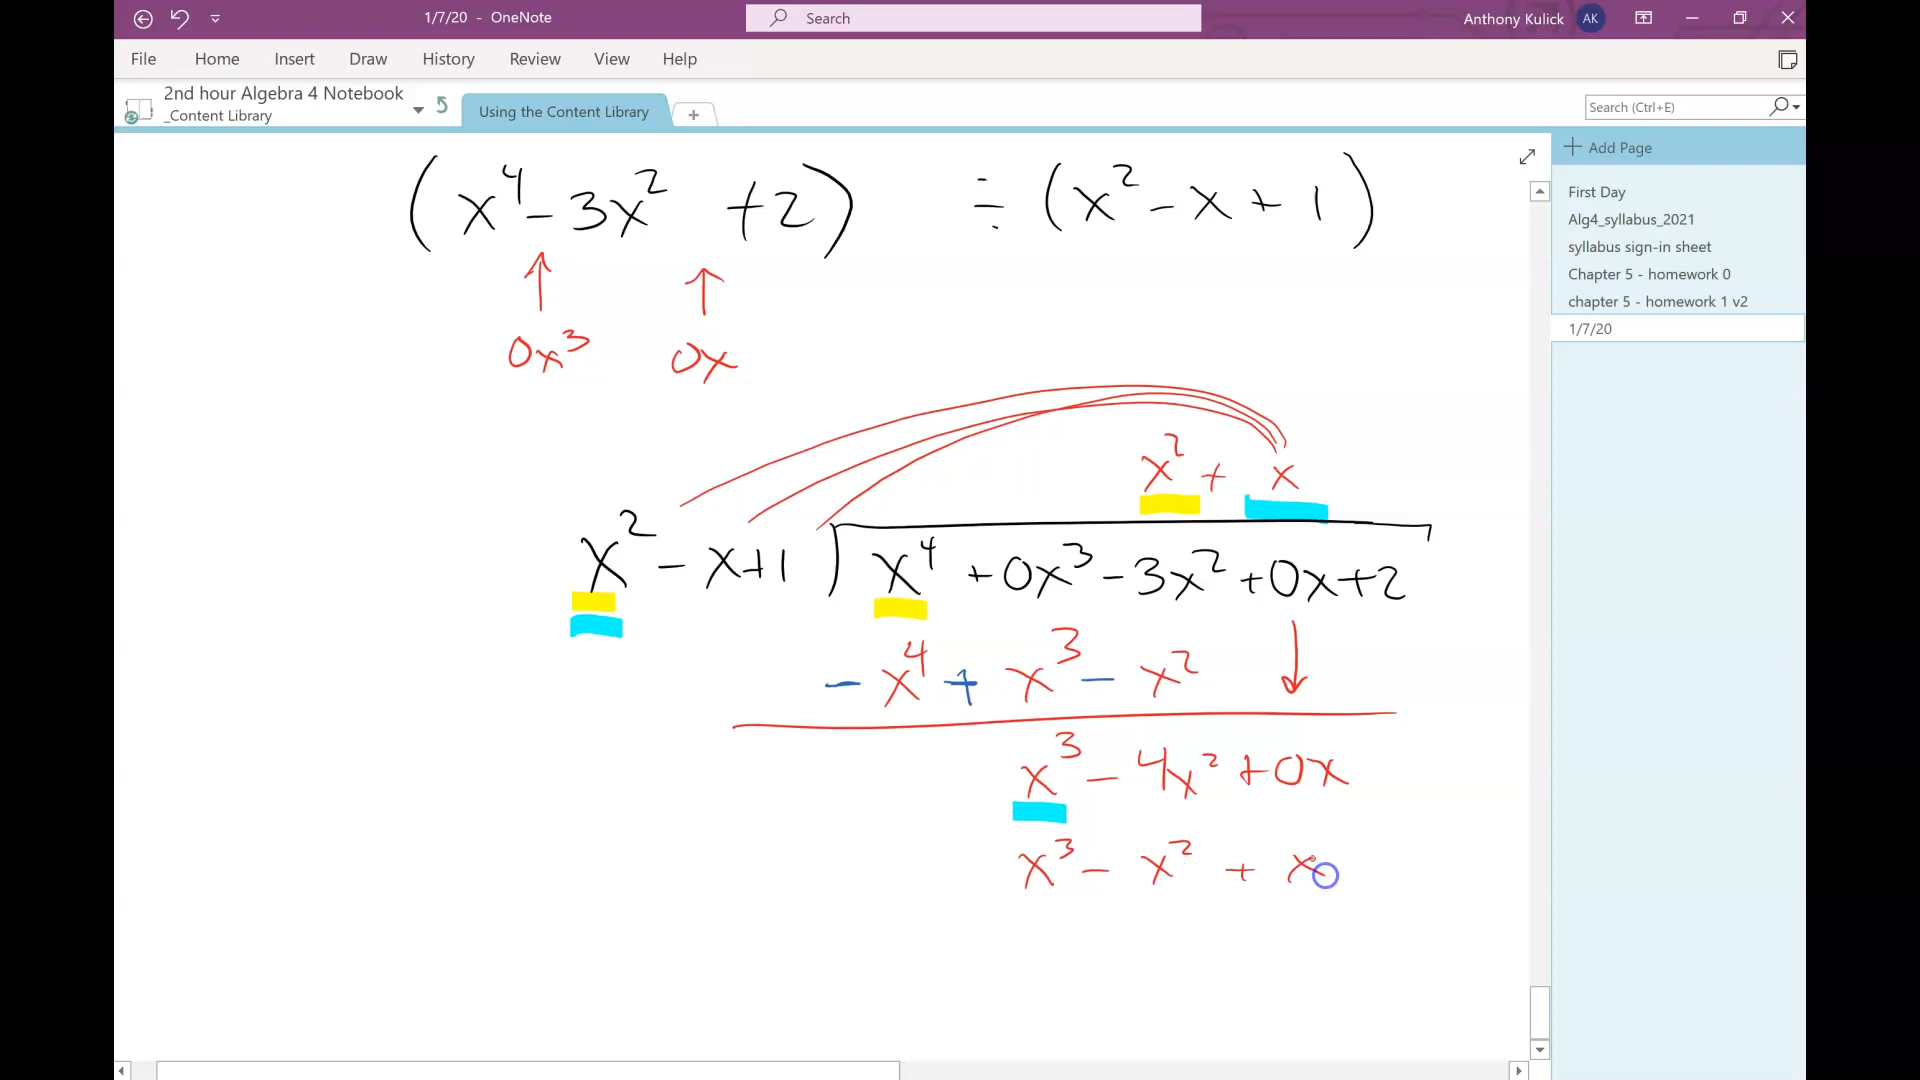 1/7/20 - OneNote
Search
Anthony Kulick AK
File Home Insert Draw History Review View Help
2nd hour Algebra 4 Notebook
_Content Library
Using the Content Library
+
Search (Ctrl+E)
+ Add Page
First Day
Alg4_syllabus_2021
syllabus sign-in sheet
Chapter 5 - homework 0
chapter 5 - homework 1 v2
1/7/20
(x⁴ - 3x² + 2) ÷ (x² - x + 1)
0x³ 0x
x² + x
x² - x + 1 x⁴ + 0x³ - 3x² + 0x + 2
- x⁴ + x³ - x²
x³ - 4x² + 0x
x³ - x² + x